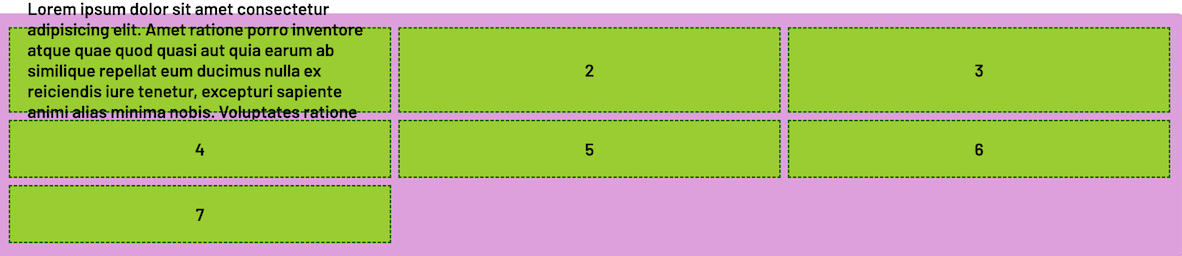 Lorem ipsum dolor sit amet consectetur
adipisicing elit. Amet ratione porro inventore
atque quae quod quasi aut quia earum ab
similique repellat eum ducimus nulla ex
reiciendis iure tenetur, excepturi sapiente
animi alias minima nobis. Voluptates ratione
2
3
4
5
6
7